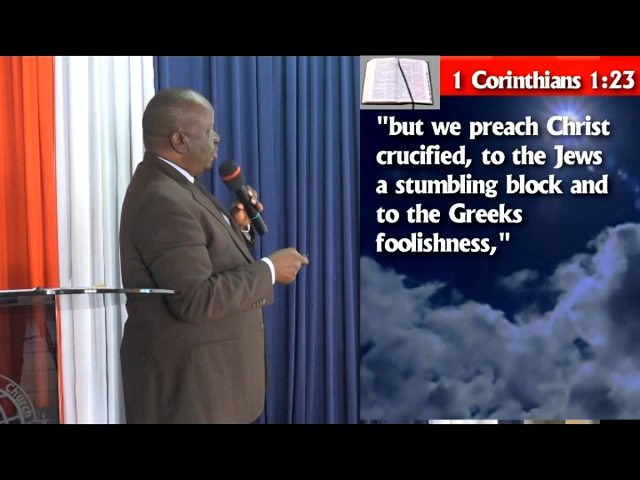 1 Corinthians 1:23
"but we preach Christ
crucified, to the Jews
a stumbling block and
to the Greeks
foolishness,"
Church